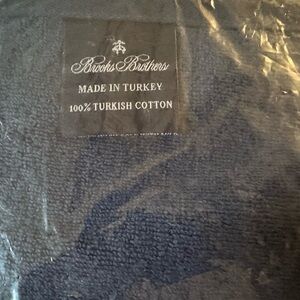 Brooks Brothers
MADE IN TURKEY
100% TURKISH COTTON